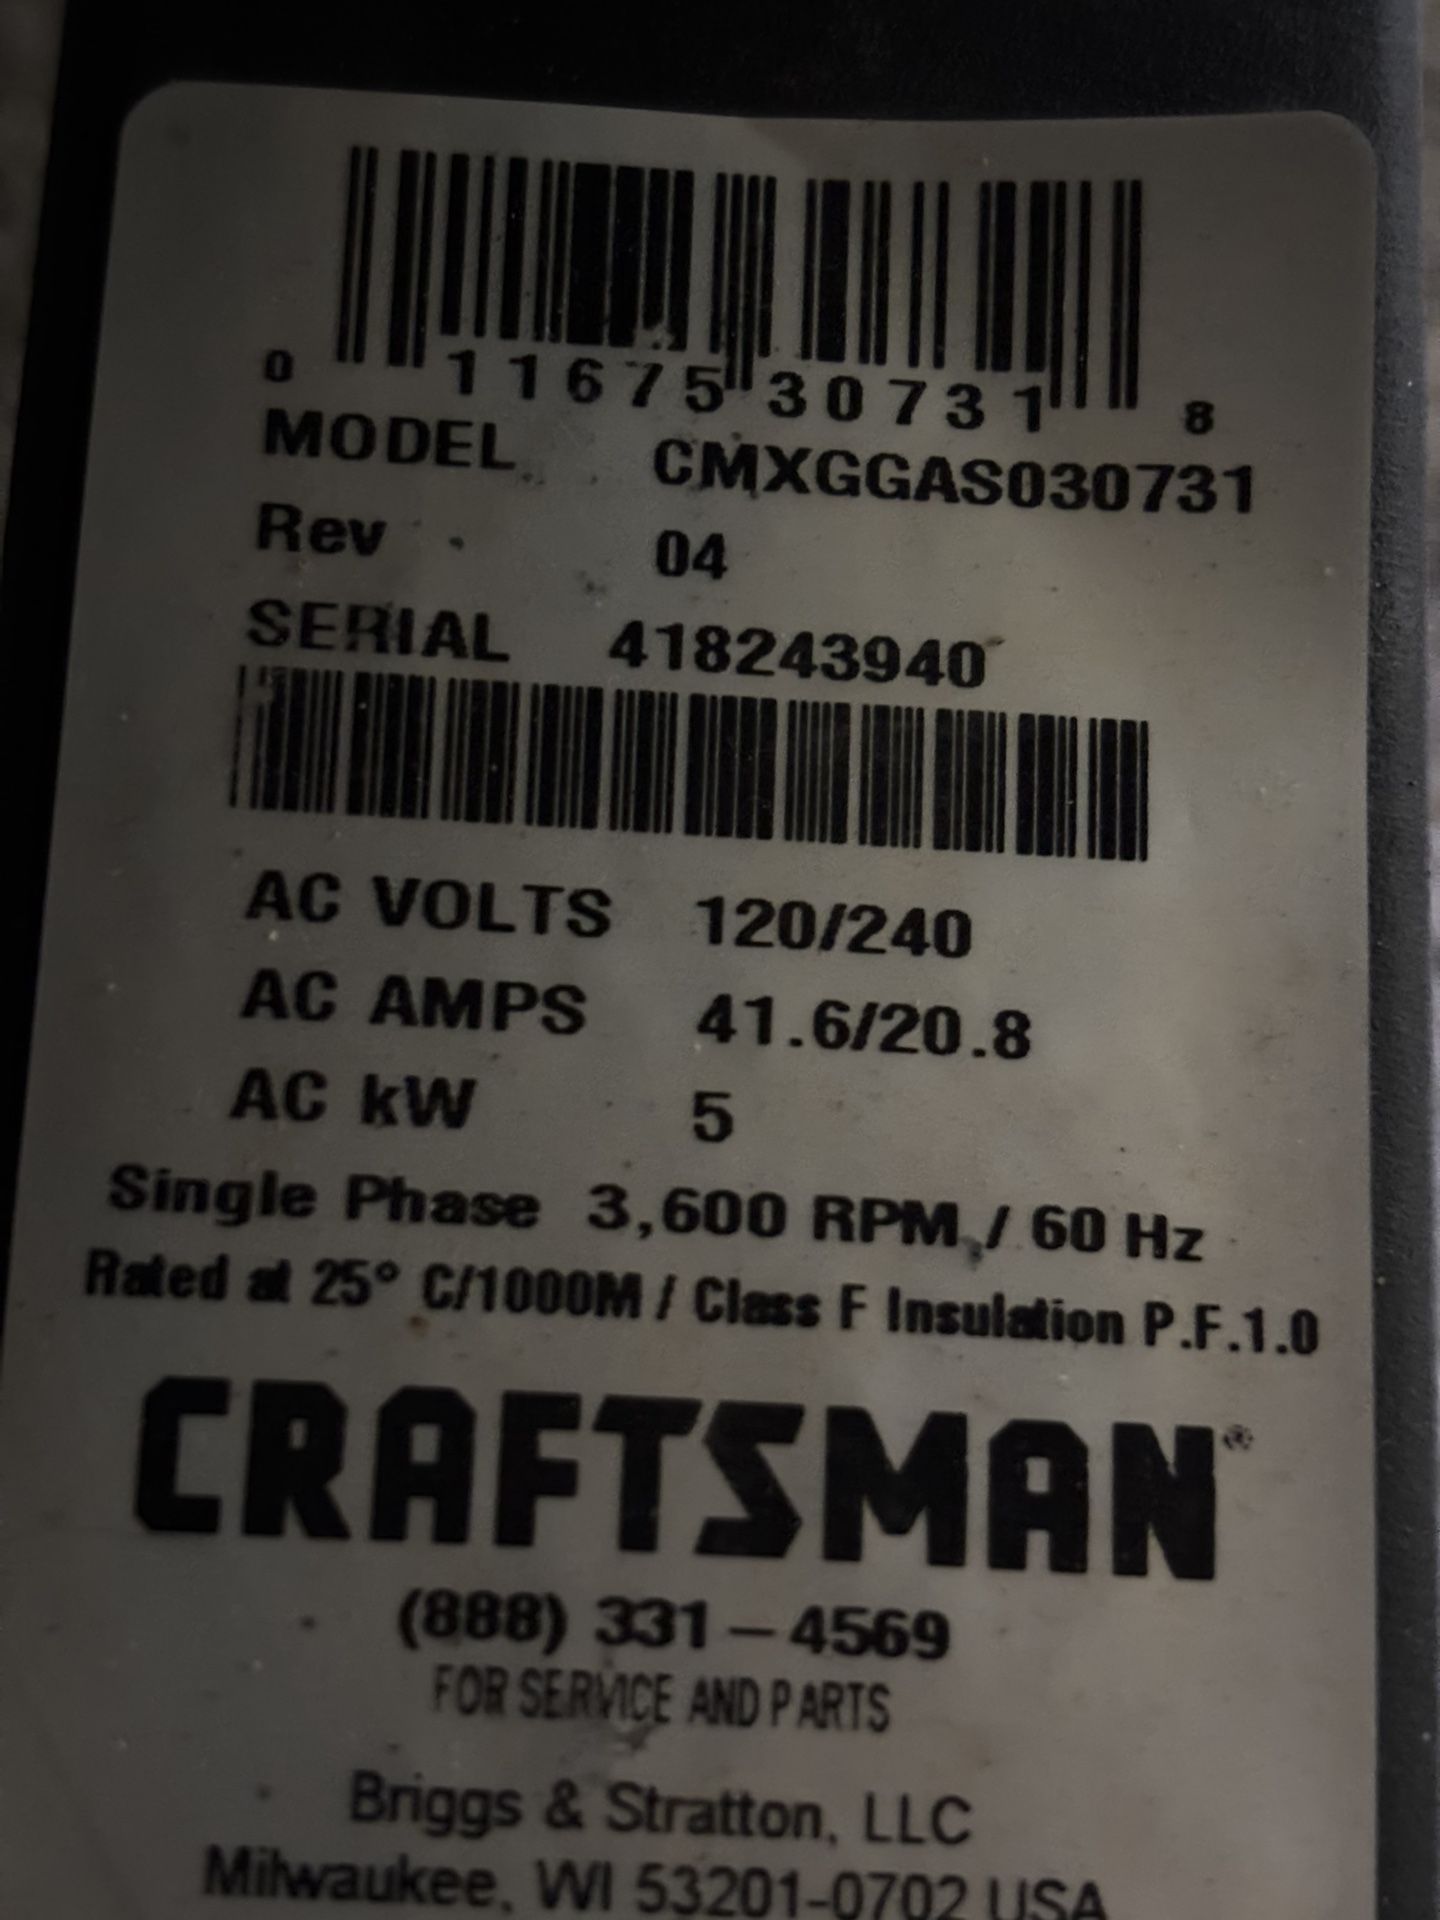 0 11675 30731 8
MODEL CMXGGAS030731
Rev 04
SERIAL 418243940
AC VOLTS 120/240
AC AMPS 41.6/20.8
AC kW 5
Single Phase 3,600 RPM / 60 Hz
Rated at 25° C/1000M / Class F Insulation P.F.1.0
CRAFTSMAN®
(888) 331-4569
FOR SERVICE AND PARTS
Briggs & Stratton, LLC
Milwaukee, WI 53201-0702 USA